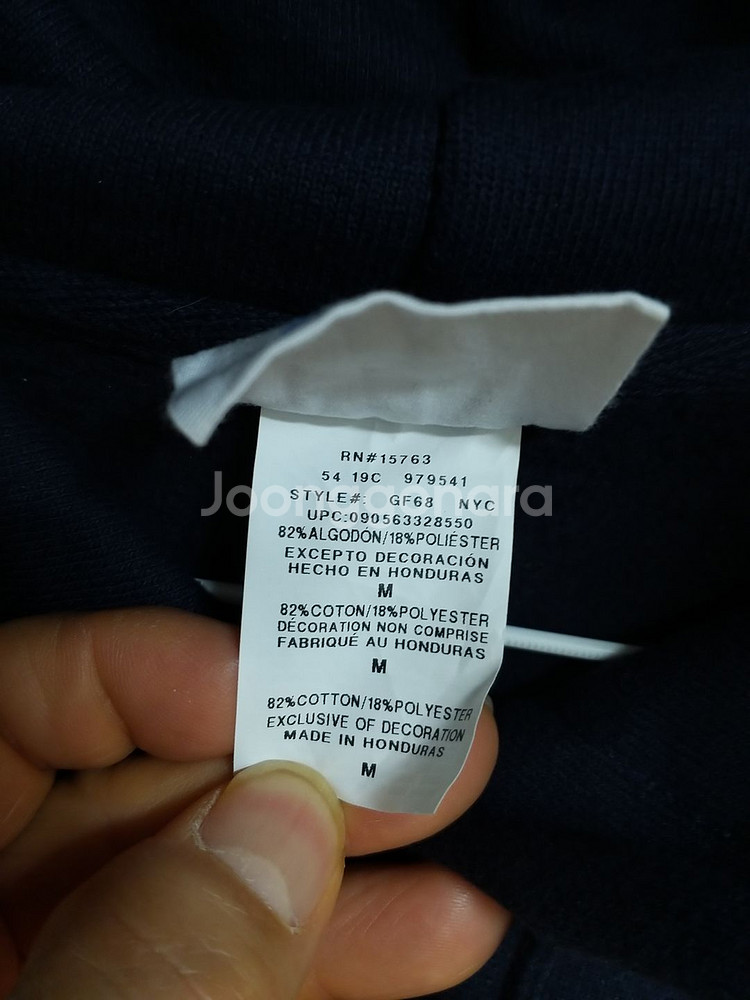 RN#15763
54 19C 979541
STYLE#: GF68 NYC
UPC:090563328550
82%ALGODÓN/18%POLIÉSTER
EXCEPTO DECORACIÓN
HECHO EN HONDURAS
M
82%COTON/18%POLYESTER
DÉCORATION NON COMPRISE
FABRIQUÉ AU HONDURAS
M
82%COTTON/18%POLYESTER
EXCLUSIVE OF DECORATION
MADE IN HONDURAS
M
Joonggonara